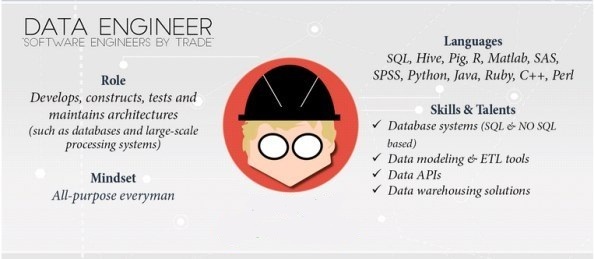 DATA ENGINEER
"SOFTWARE ENGINEERS BY TRADE"
Role
Develops, constructs, tests and
maintains architectures
(such as databases and large-scale
processing systems)
Mindset
All-purpose everyman
Languages
SQL, Hive, Pig, R, Matlab, SAS,
SPSS, Python, Java, Ruby, C++, Perl
Skills & Talents
✓ Database systems (SQL & NO SQL
based)
✓ Data modeling & ETL tools
✓ Data APIs
✓ Data warehousing solutions